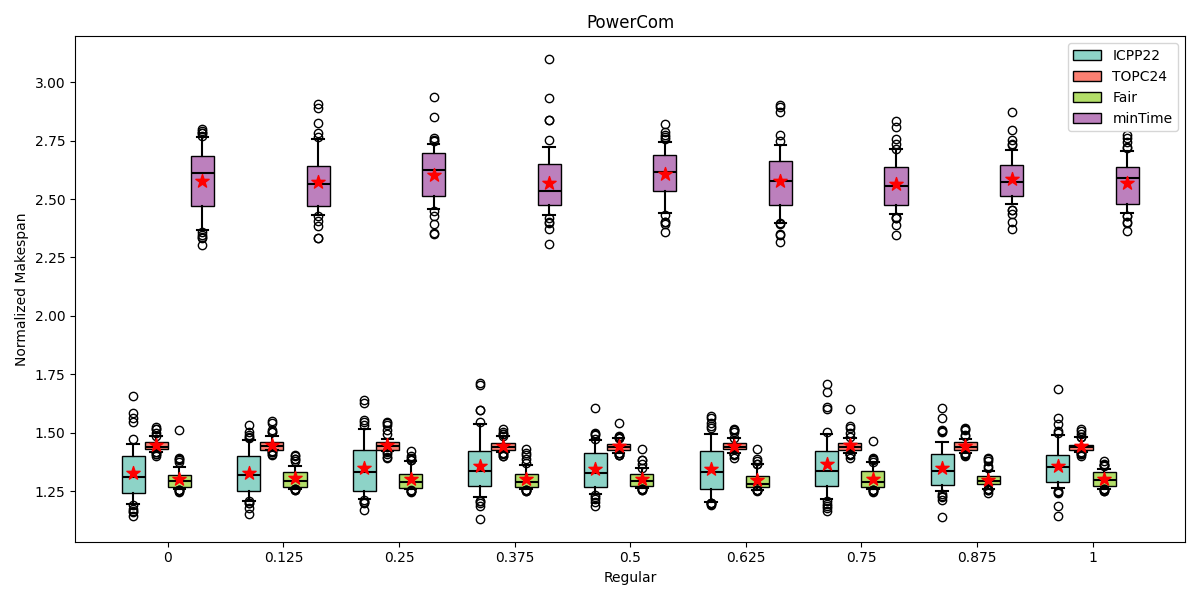 PowerCom
ICPP22
TOPC24
Fair
minTime
Normalized Makespan
3.00
2.75
2.50
2.25
2.00
1.75
1.50
1.25
0 0.125 0.25 0.375 0.5 0.625 0.75 0.875 1
Regular